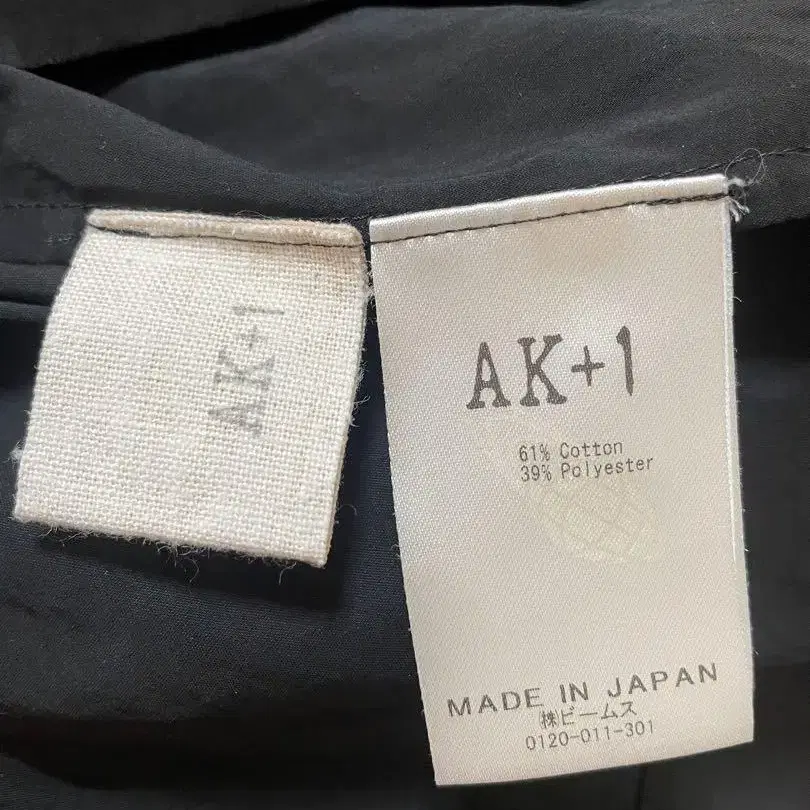 AK+1
AK+1
61% Cotton
39% Polyester
MADE IN JAPAN
㈱ビームス
0120-011-301